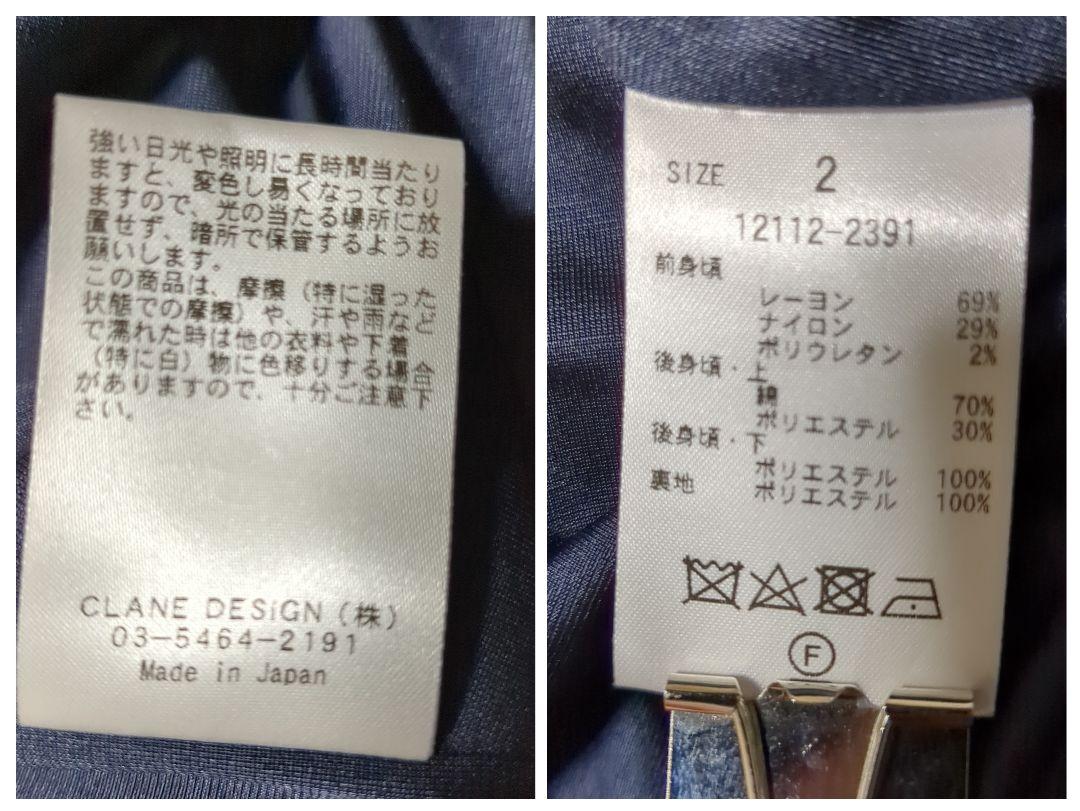 強い日光や照明に長時間当たり
ますと、変色し易くなっており
ますので、光の当たる場所に放
置せず、暗所で保管するようお
願いします。
この商品は、摩擦（特に湿った
状態での摩擦）や、汗や雨など
で濡れた時は他の衣料や下着
（特に白）物に色移りする場合
がありますので、十分ご注意下
さい。
CLANE DESIGN（株）
03-5464-2191
Made in Japan
SIZE 2
12112-2391
前身頃
レーヨン 69%
ナイロン 29%
ポリウレタン 2%
後身頃・上
綿 70%
ポリエステル 30%
後身頃・下
ポリエステル 100%
裏地 ポリエステル 100%
F